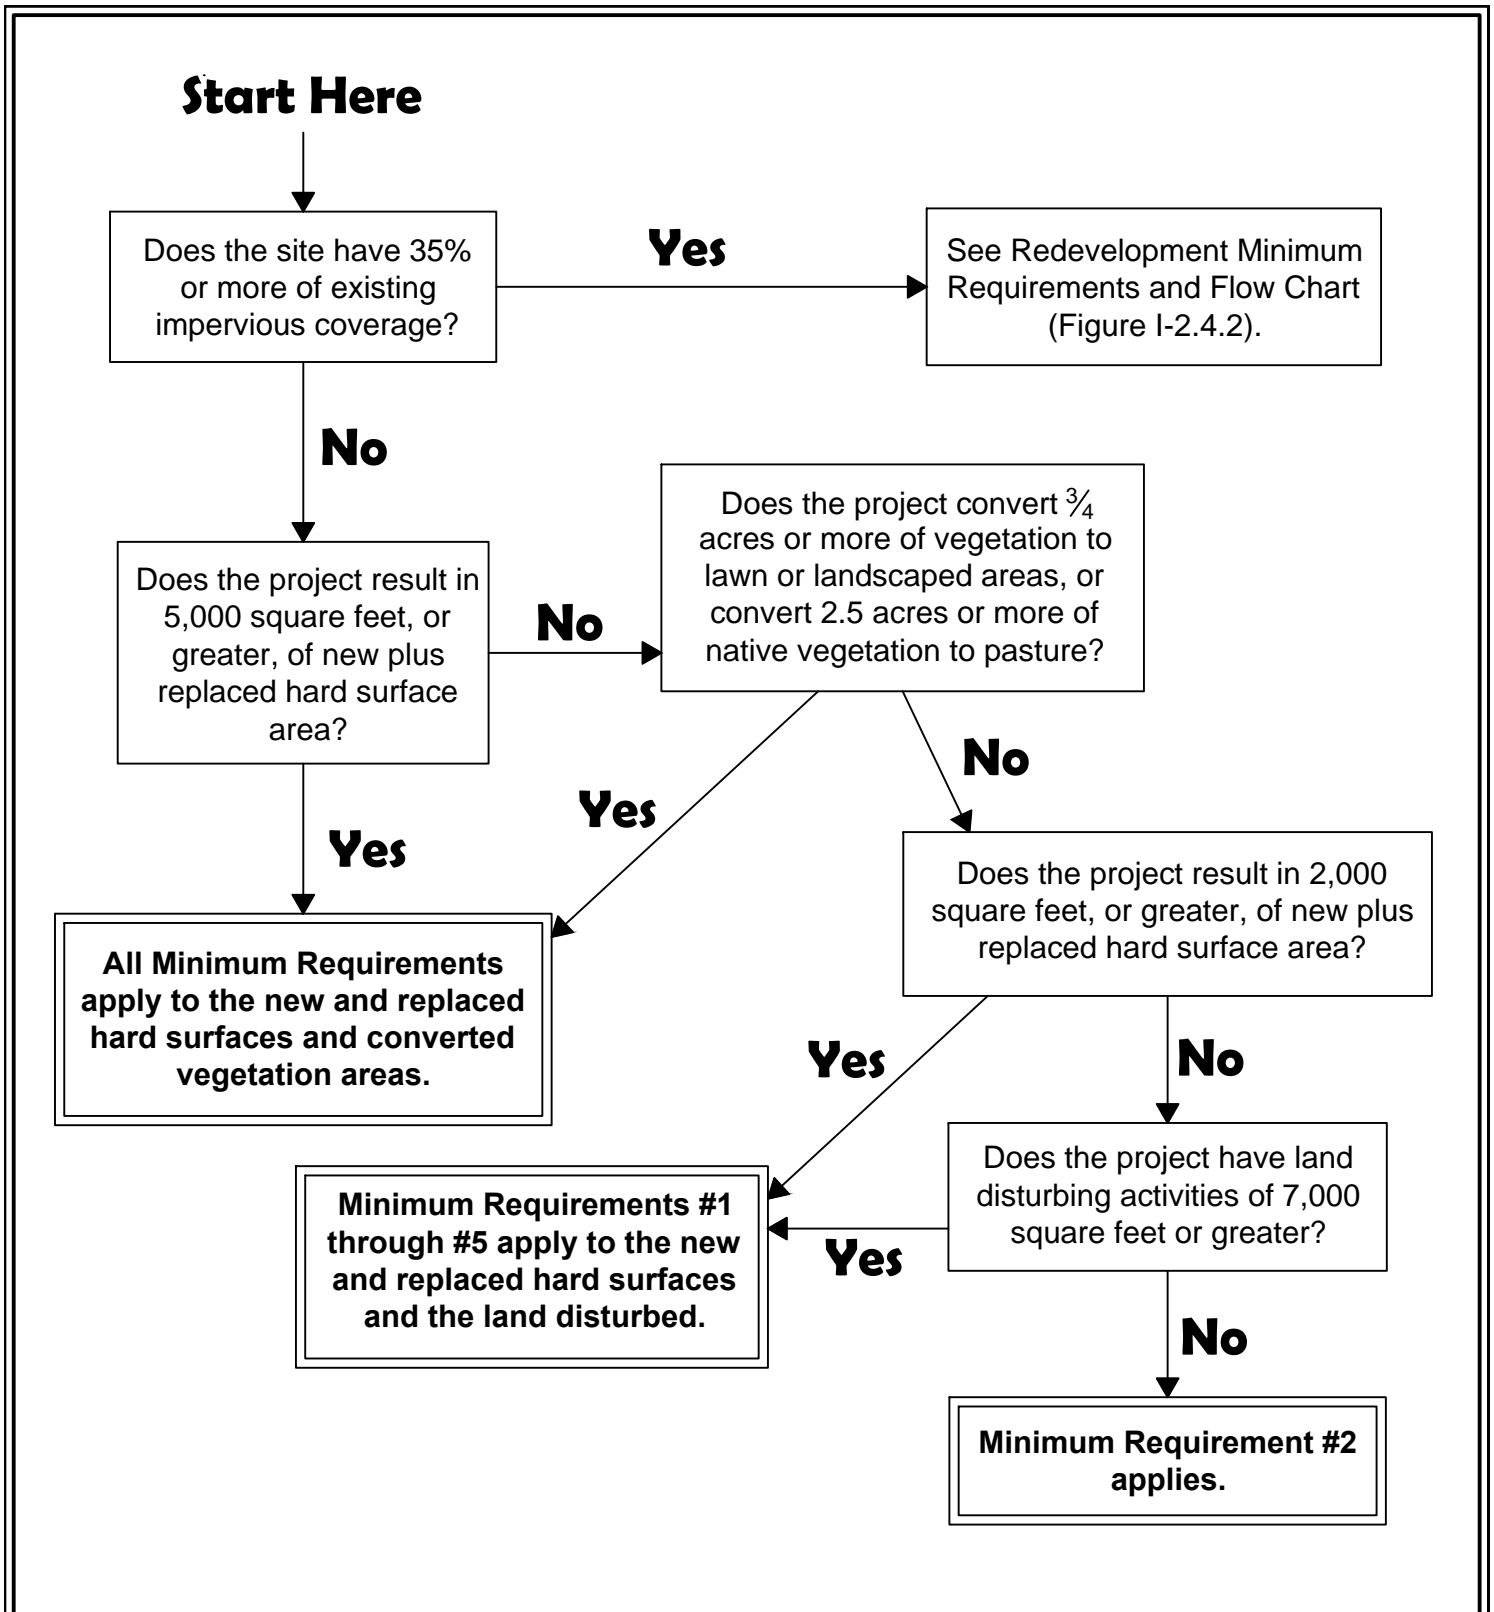 Start Here
Does the site have 35%
or more of existing
impervious coverage?
Yes
See Redevelopment Minimum
Requirements and Flow Chart
(Figure I-2.4.2).
No
Does the project result in
5,000 square feet, or
greater, of new plus
replaced hard surface
area?
No
Does the project convert ¾
acres or more of vegetation to
lawn or landscaped areas, or
convert 2.5 acres or more of
native vegetation to pasture?
Yes
Yes
No
All Minimum Requirements
apply to the new and replaced
hard surfaces and converted
vegetation areas.
Does the project result in 2,000
square feet, or greater, of new plus
replaced hard surface area?
Yes
No
Minimum Requirements #1
through #5 apply to the new
and replaced hard surfaces
and the land disturbed.
Yes
Does the project have land
disturbing activities of 7,000
square feet or greater?
No
Minimum Requirement #2
applies.